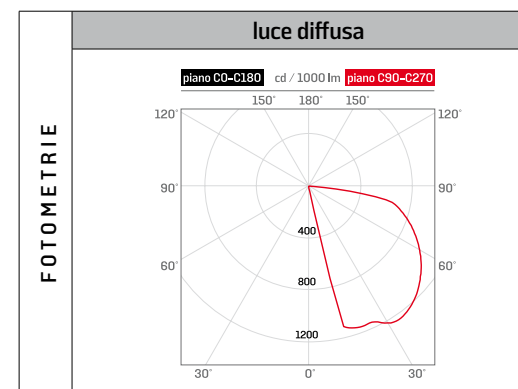 luce diffusa
FOTOMETRIE
piano C0-C180 cd / 1000 lm piano C90-C270
150° 180° 150°
120° 120°
90° 90°
400
60° 60°
800
1200
30° 0° 30°